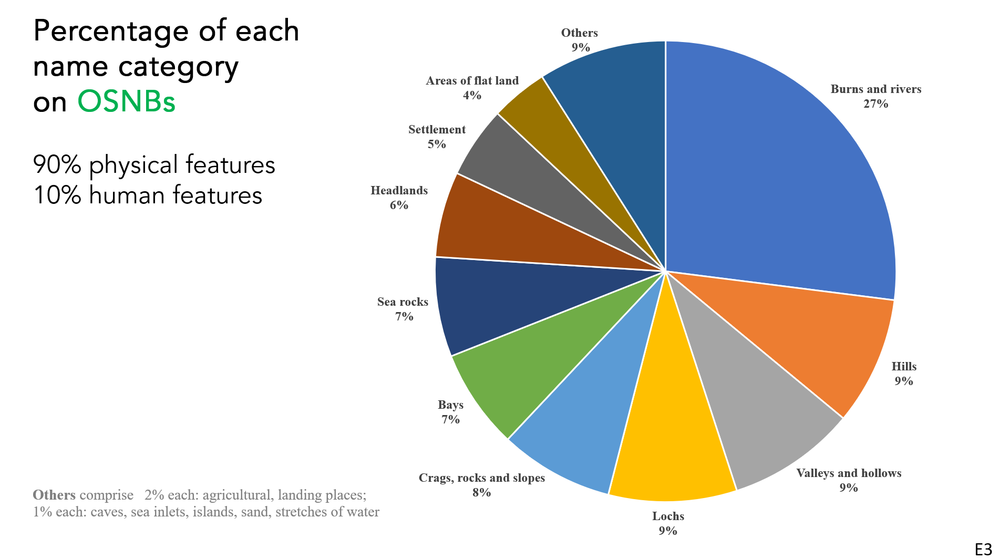 Percentage of each
name category
on OSNBs
90% physical features
10% human features
Others
9%
Burns and rivers
27%
Hills
9%
Valleys and hollows
9%
Lochs
9%
Crags, rocks and slopes
8%
Bays
7%
Sea rocks
7%
Headlands
6%
Settlement
5%
Areas of flat land
4%
Others comprise   2% each: agricultural, landing places;
1% each: caves, sea inlets, islands, sand, stretches of water
E3